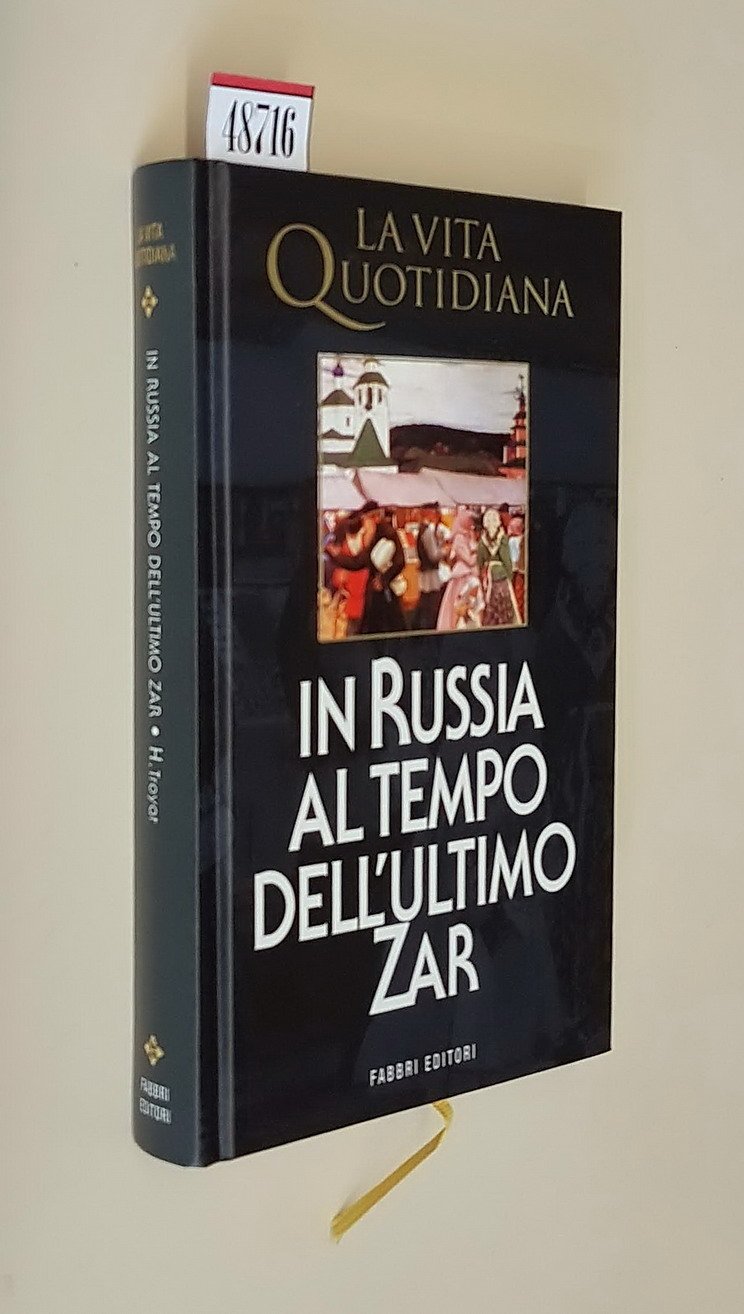 48716
LA VITA
QUOTIDIANA
IN RUSSIA
AL TEMPO
DELL'ULTIMO
ZAR
FABBRI EDITORI
LA VITA
QUOTIDIANA
IN RUSSIA AL TEMPO DELL'ULTIMO ZAR • H. Troyat
FABBRI
EDITORI